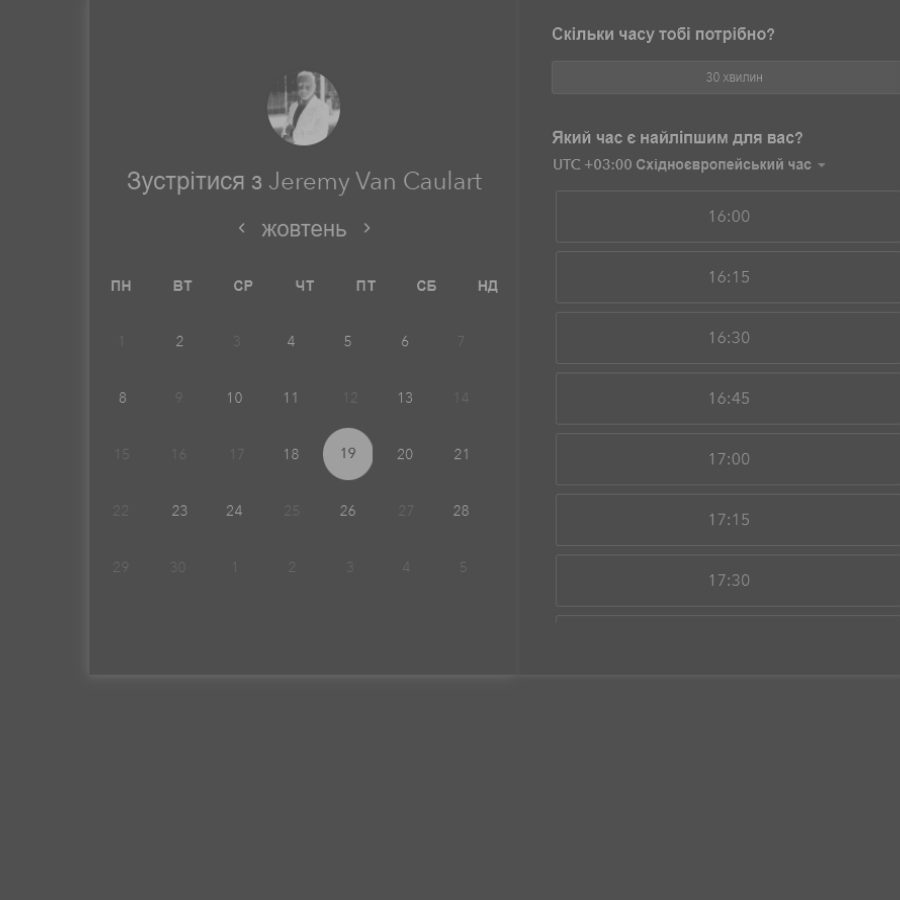 Зустрітися з Jeremy Van Caulart
жовтень
ПН ВТ СР ЧТ ПТ СБ НД
1 2 3 4 5 6 7
8 9 10 11 12 13 14
15 16 17 18 19 20 21
22 23 24 25 26 27 28
29 30 1 2 3 4 5
Скільки часу тобі потрібно?
30 хвилин
Який час є найліпшим для вас?
UTC +03:00 Східноєвропейський час
16:00
16:15
16:30
16:45
17:00
17:15
17:30